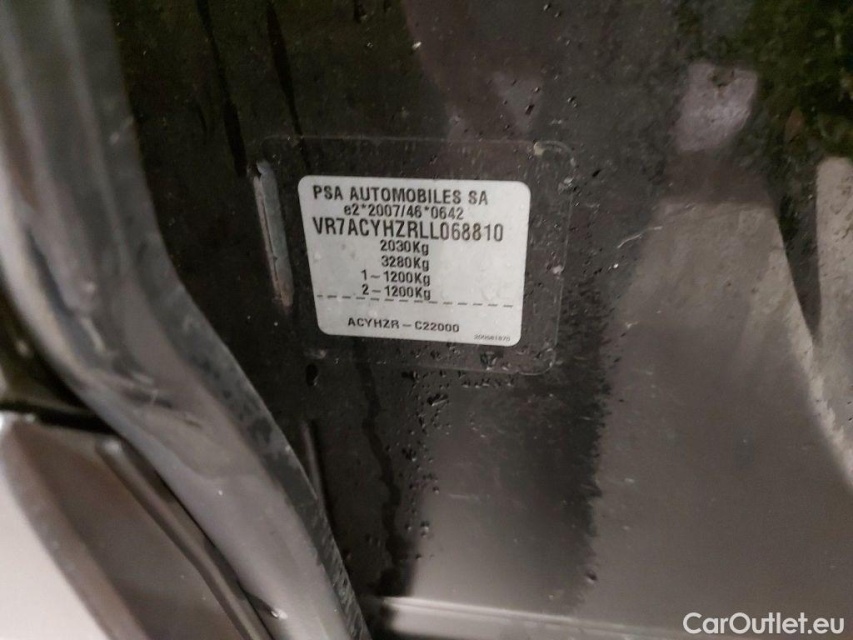 PSA AUTOMOBILES SA
e2*2007/46*0642
VR7ACYHZRLL068810
2030Kg
3280Kg
1-1200Kg
2-1200Kg
ACYHZR-C22000
CarOutlet.eu